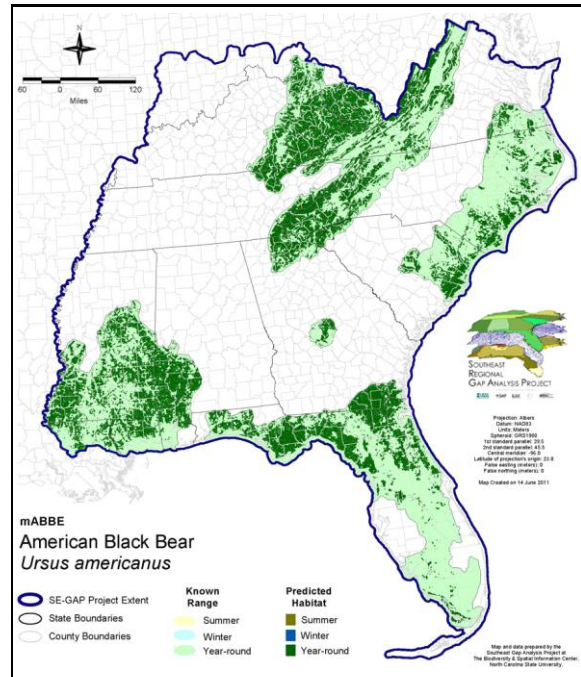 N
60 0 60 120
Miles
SOUTHEAST
REGIONAL
GAP ANALYSIS PROJECT
Projection: Albers
Datum: NAD83
Units: Meters
Spheroid: GRS1980
1st standard parallel: 29.5
2nd standard parallel: 45.5
Central meridian: -96.0
Latitude of projection's origin: 23.0
False easting (meters): 0
False northing (meters): 0
Map Created on 14 June 2011
mABBE
American Black Bear
Ursus americanus
SE-GAP Project Extent
State Boundaries
County Boundaries
Known
Range
Summer
Winter
Year-round
Predicted
Habitat
Summer
Winter
Year-round
Map and data prepared by the
Southeast Gap Analysis Project at
The Biodiversity & Spatial Information Center,
North Carolina State University.